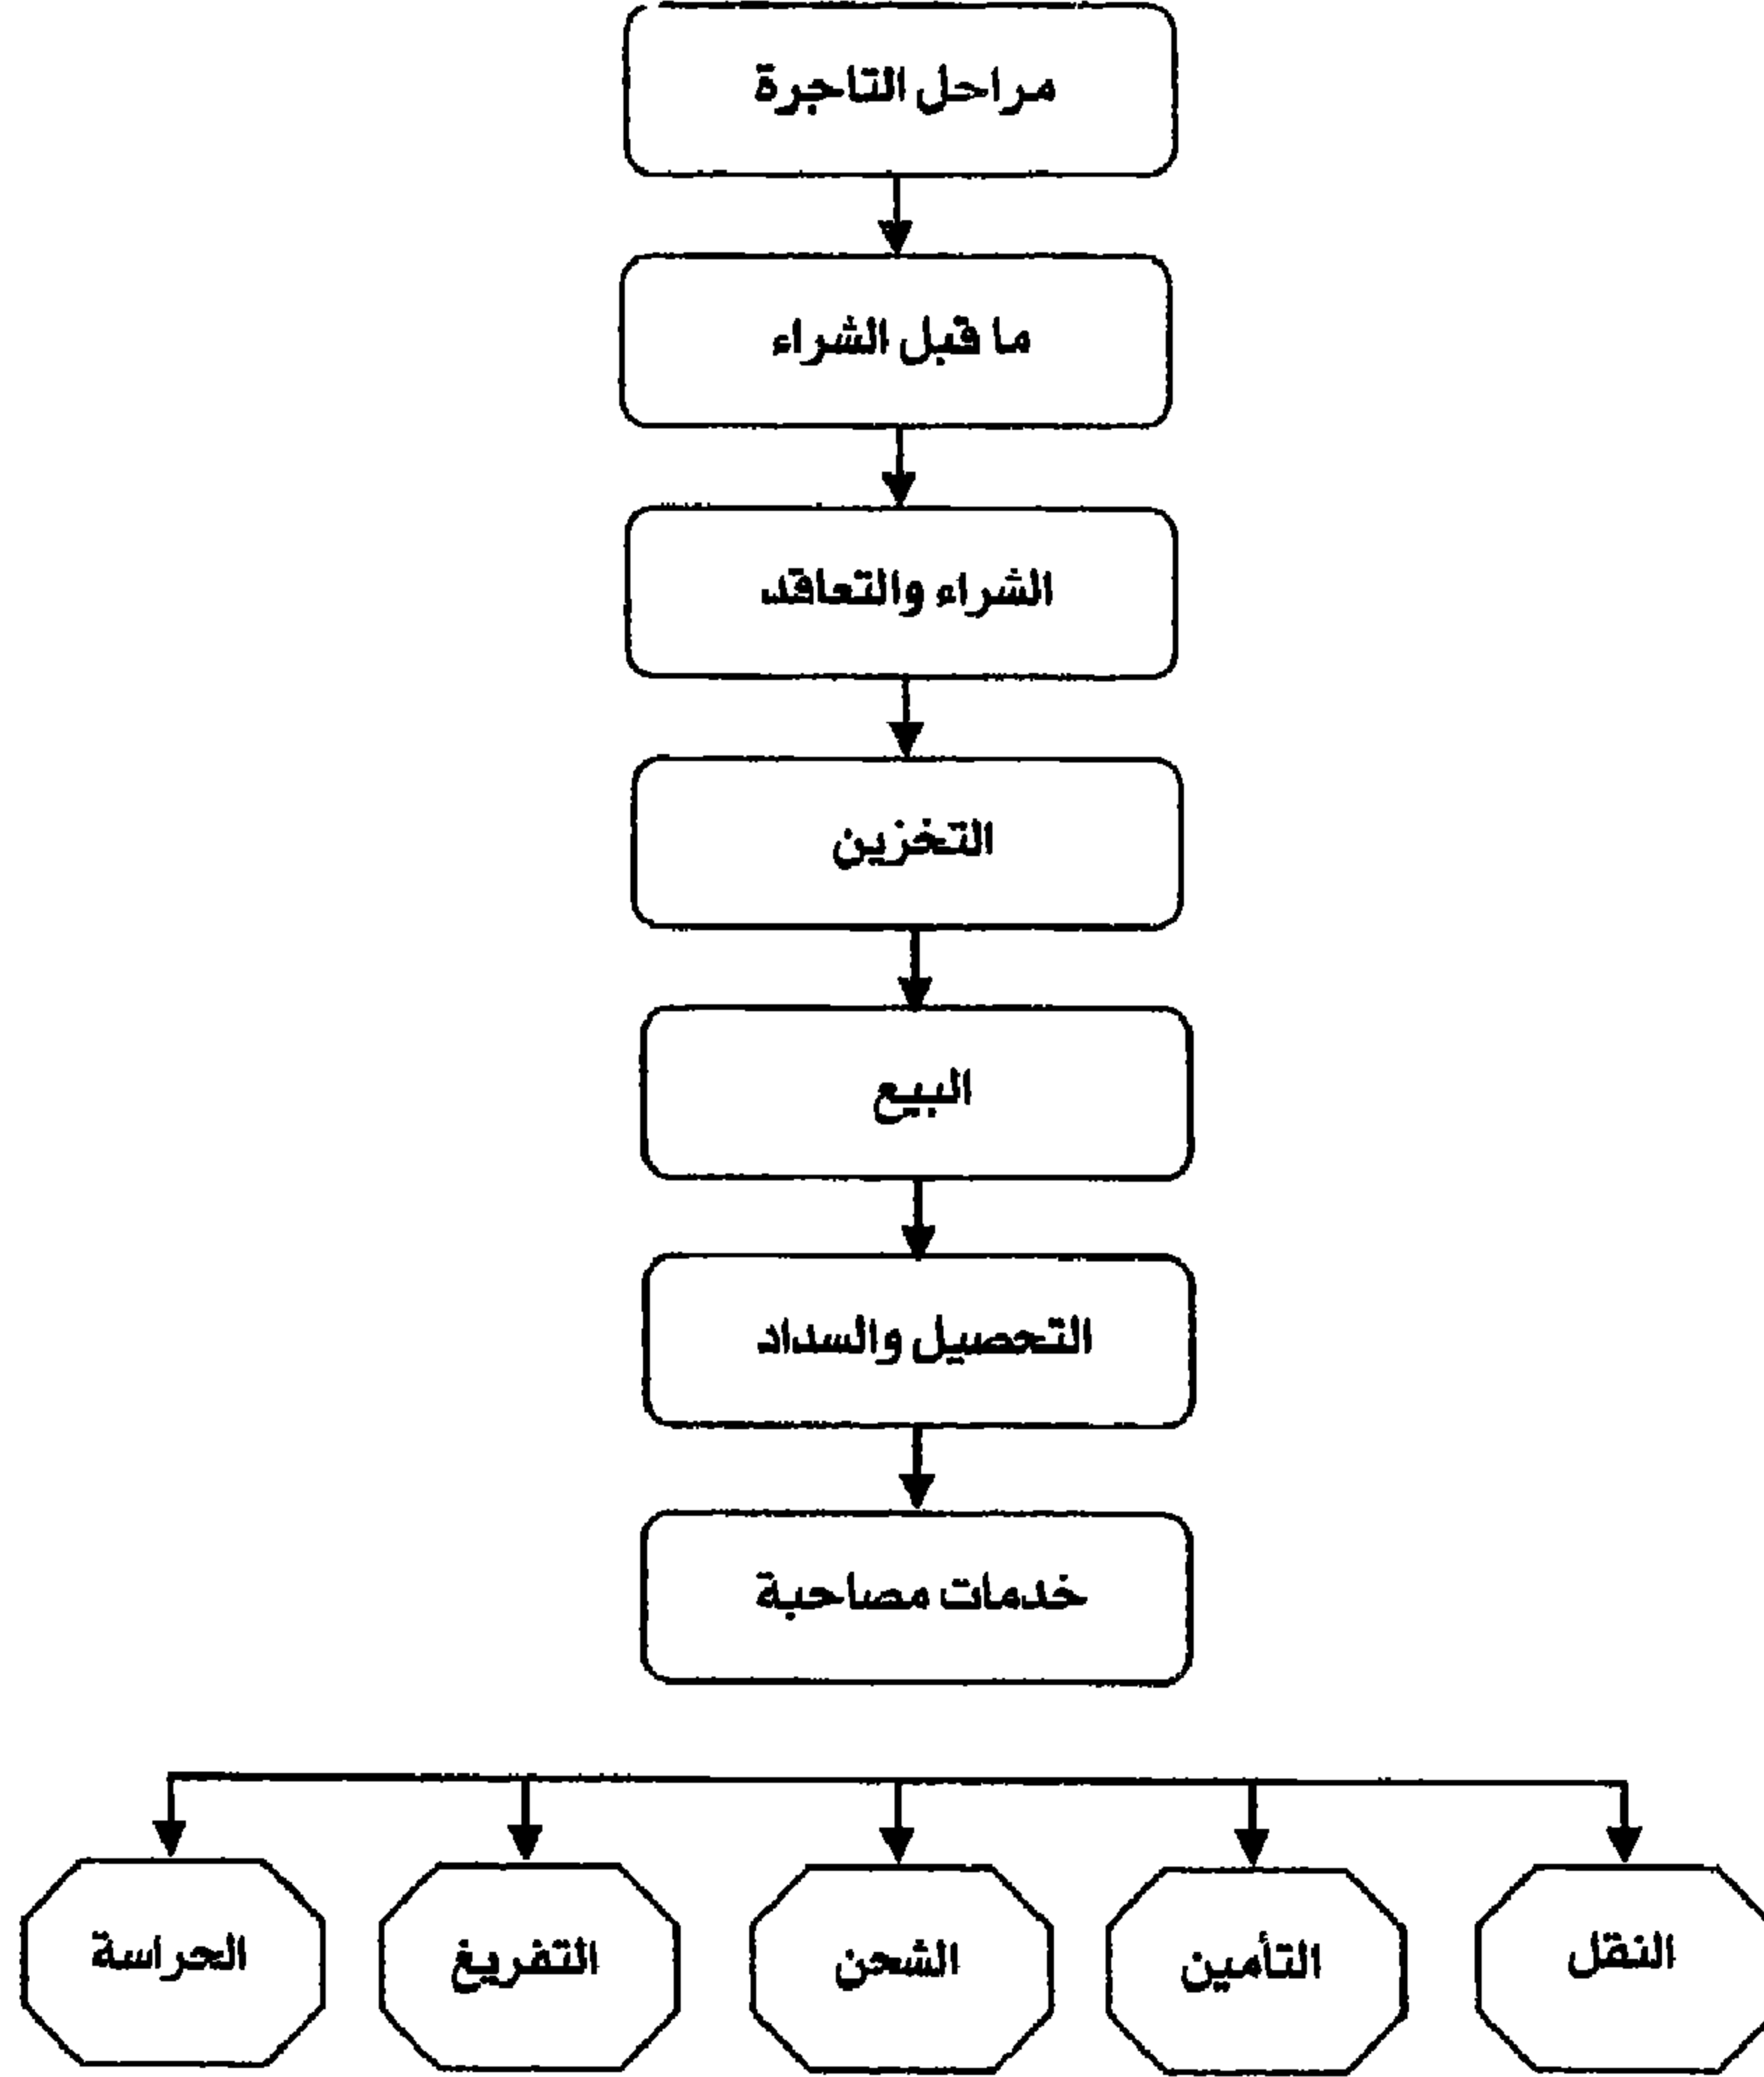 مراحل التاجرة
ما قبل الشراء
الشراء والتعاقد
التخزين
البيع
التحصيل والسداد
خدمات مصاحبة
النقل
التأمين
الشحن
التفريغ
الحراسة